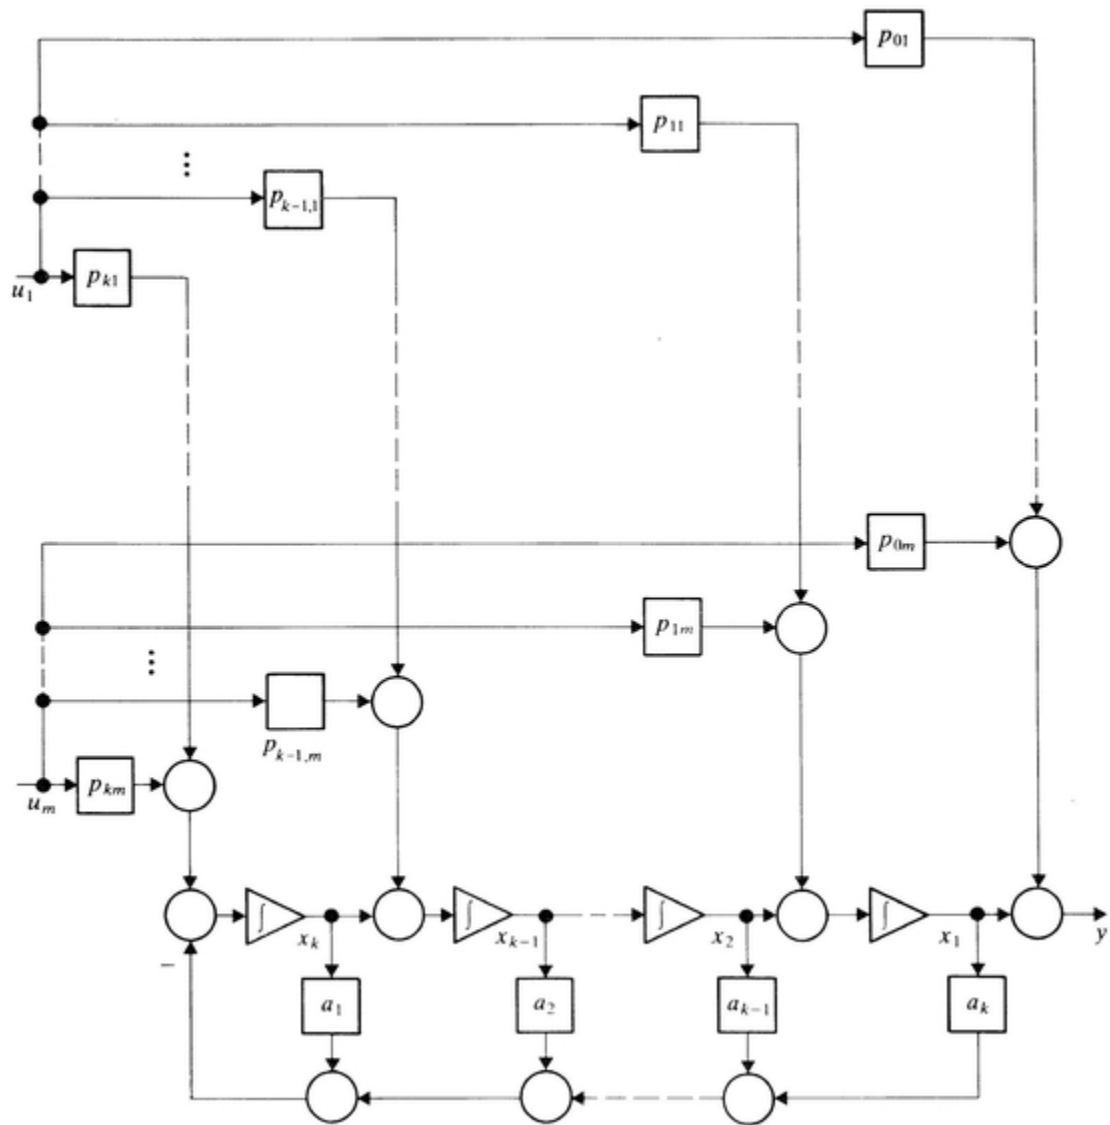 p₀₁
p₁₁
⋮
pₖ₋₁,₁
u₁
pₖ₁
p₀ₘ
p₁ₘ
⋮
pₖ₋₁,ₘ
uₘ
pₖₘ
∫ xₖ ∫ xₖ₋₁ ∫ x₂ ∫ x₁ y
−
a₁ a₂ aₖ₋₁ aₖ